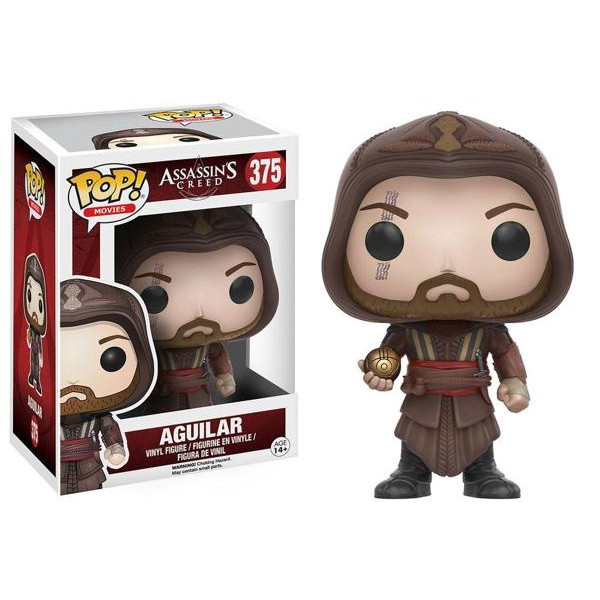 POP!
MOVIES
ASSASSIN'S
CREED
375
AGUILAR
VINYL FIGURE / FIGURINE EN VINYLE /
FIGURA DE VINIL
WARNING: Choking Hazard.
May contain small parts.
AGE
14+
POP!
AGUILAR
375